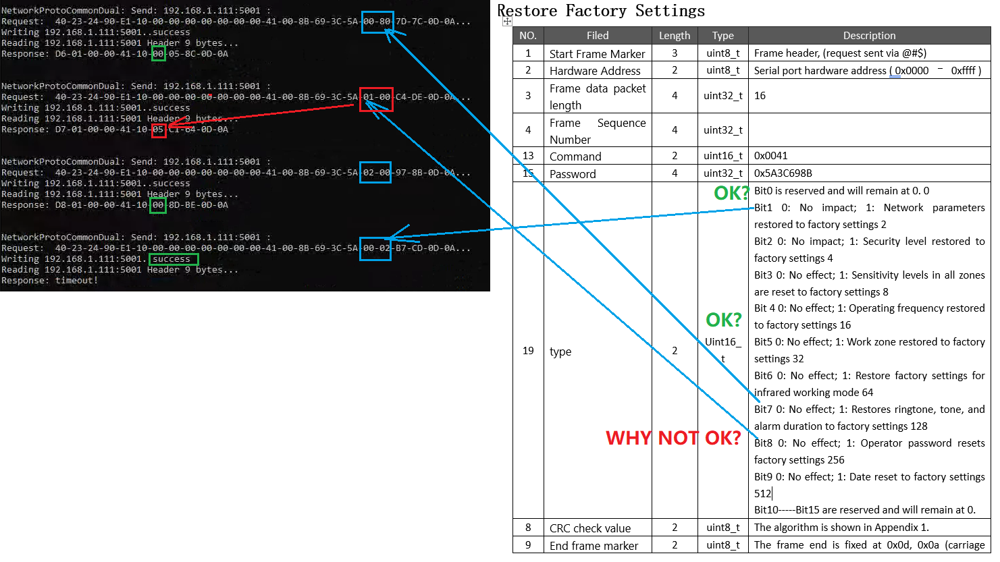 NetworkProtoCommonDual: Send: 192.168.1.111:5001 :
Request:  40-23-24-90-E1-10-00-00-00-00-00-00-00-41-00-8B-69-3C-5A-00-80-7D-7C-0D-0A...
Writing 192.168.1.111:5001..success
Reading 192.168.1.111:5001 Header 9 bytes...
Response: D6-01-00-00-41-10-00-05-8C-0D-0A
NetworkProtoCommonDual: Send: 192.168.1.111:5001 :
Request:  40-23-24-90-E1-10-00-00-00-00-00-00-00-41-00-8B-69-3C-5A-01-00-C4-DE-0D-0A...
Writing 192.168.1.111:5001..success
Reading 192.168.1.111:5001 Header 9 bytes...
Response: D7-01-00-00-41-10-05-C1-64-0D-0A
NetworkProtoCommonDual: Send: 192.168.1.111:5001 :
Request:  40-23-24-90-E1-10-00-00-00-00-00-00-00-41-00-8B-69-3C-5A-02-00-97-8B-0D-0A...
Writing 192.168.1.111:5001..success
Reading 192.168.1.111:5001 Header 9 bytes...
Response: D8-01-00-00-41-10-00-8D-BE-0D-0A
NetworkProtoCommonDual: Send: 192.168.1.111:5001 :
Request:  40-23-24-90-E1-10-00-00-00-00-00-00-00-41-00-8B-69-3C-5A-00-02-B7-CD-0D-0A...
Writing 192.168.1.111:5001..success
Reading 192.168.1.111:5001 Header 9 bytes...
Response: timeout!
Restore Factory Settings
NO. Filed Length Type Description
1 Start Frame Marker 3 uint8_t Frame header, (request sent via @#$)
2 Hardware Address 2 uint8_t Serial port hardware address ( 0x0000 – 0xffff )
3 Frame data packet length 4 uint32_t 16
4 Frame Sequence Number 4 uint32_t
13 Command 2 uint16_t 0x0041
15 Password 4 uint32_t 0x5A3C698B
19 type 2 Uint16_t
OK?
OK?
WHY NOT OK?
Bit0 is reserved and will remain at 0. 0
Bit1 0: No impact; 1: Network parameters
restored to factory settings 2
Bit2 0: No impact; 1: Security level restored to
factory settings 4
Bit3 0: No effect; 1: Sensitivity levels in all zones
are reset to factory settings 8
Bit 4 0: No effect; 1: Operating frequency restored
to factory settings 16
Bit5 0: No effect; 1: Work zone restored to factory
settings 32
Bit6 0: No effect; 1: Restore factory settings for
infrared working mode 64
Bit7 0: No effect; 1: Restores ringtone, tone, and
alarm duration to factory settings 128
Bit8 0: No effect; 1: Operator password resets
factory settings 256
Bit9 0: No effect; 1: Date reset to factory settings
512
Bit10-----Bit15 are reserved and will remain at 0.
8 CRC check value 2 uint8_t The algorithm is shown in Appendix 1.
9 End frame marker 2 uint8_t The frame end is fixed at 0x0d, 0x0a (carriage